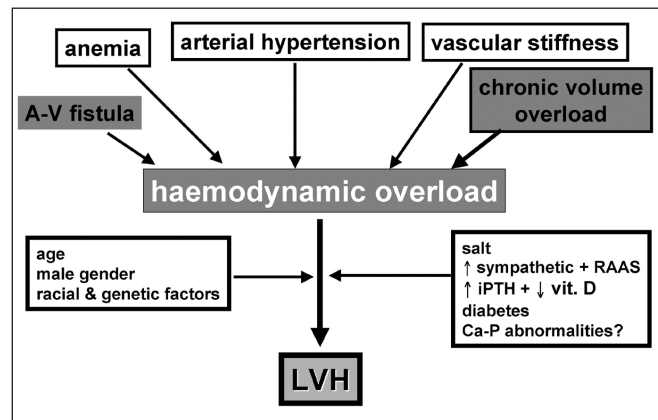 anemia
arterial hypertension
vascular stiffness
A-V fistula
chronic volume
overload
haemodynamic overload
age
male gender
racial & genetic factors
salt
↑ sympathetic + RAAS
↑ iPTH + ↓ vit. D
diabetes
Ca-P abnormalities?
LVH